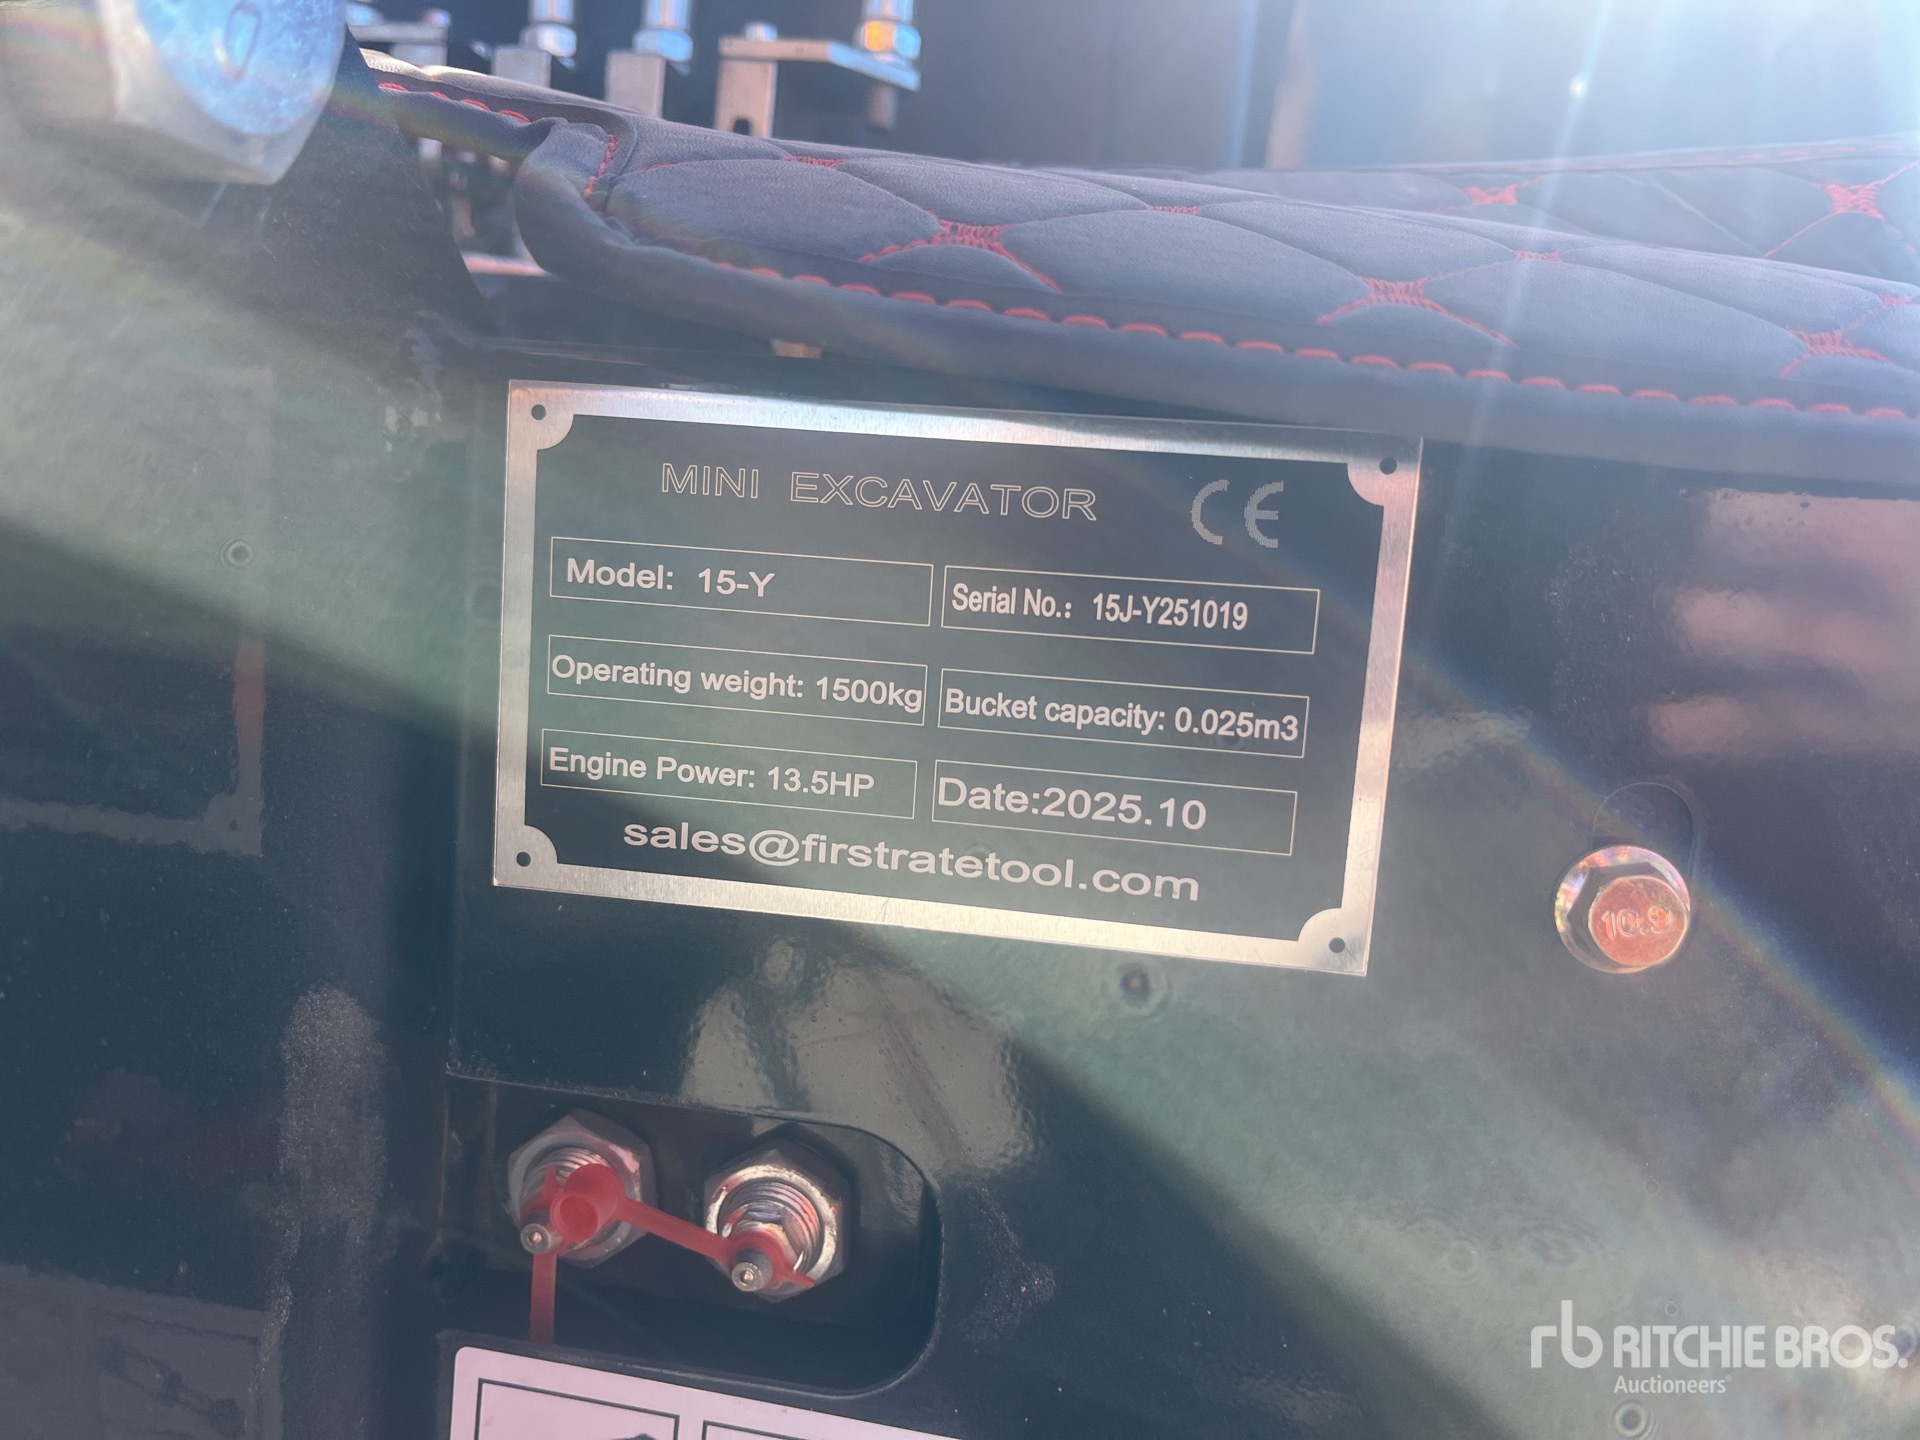 MINI EXCAVATOR CE
Model: 15-Y
Serial No.: 15J-Y251019
Operating weight: 1500kg
Bucket capacity: 0.025m3
Engine Power: 13.5HP
Date:2025.10
sales@firstratetool.com
10.9
rb RITCHIE BROS.
Auctioneers